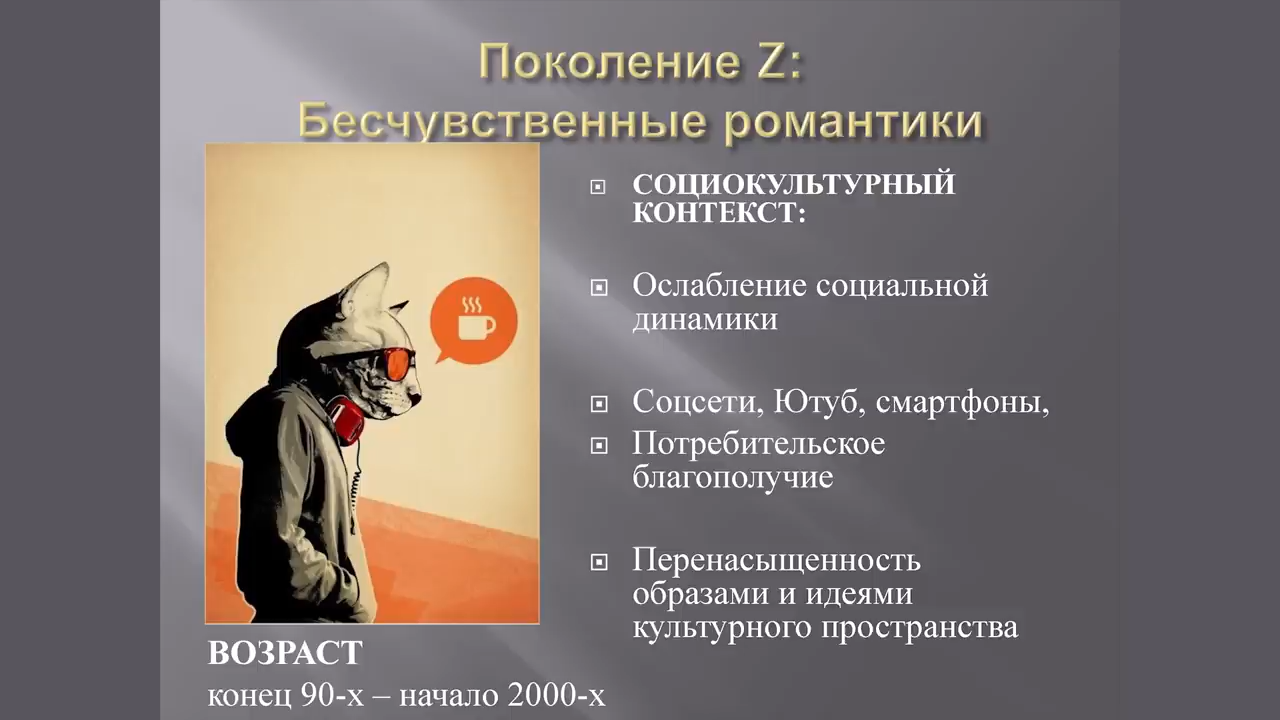 Поколение Z:
Бесчувственные романтики
СОЦИОКУЛЬТУРНЫЙ
КОНТЕКСТ:
Ослабление социальной
динамики
Соцсети, Ютуб, смартфоны,
Потребительское
благополучие
Перенасыщенность
образами и идеями
культурного пространства
ВОЗРАСТ
конец 90-х – начало 2000-х